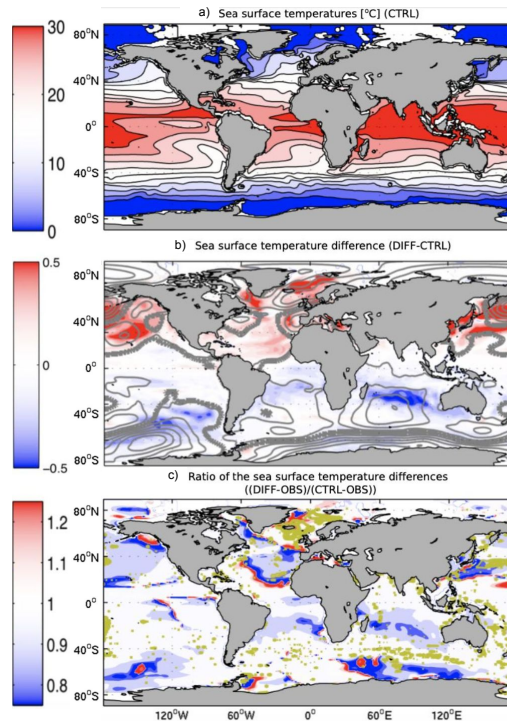 a) Sea surface temperatures [°C] (CTRL)
30
20
10
0
80°N
40°N
0°
40°S
80°S
b) Sea surface temperature difference (DIFF-CTRL)
0.5
0
−0.5
80°N
40°N
0°
40°S
80°S
c) Ratio of the sea surface temperature differences
((DIFF-OBS)/(CTRL-OBS))
1.2
1.1
1
0.9
0.8
80°N
40°N
0°
40°S
80°S
120°W 60°W 0° 60°E 120°E